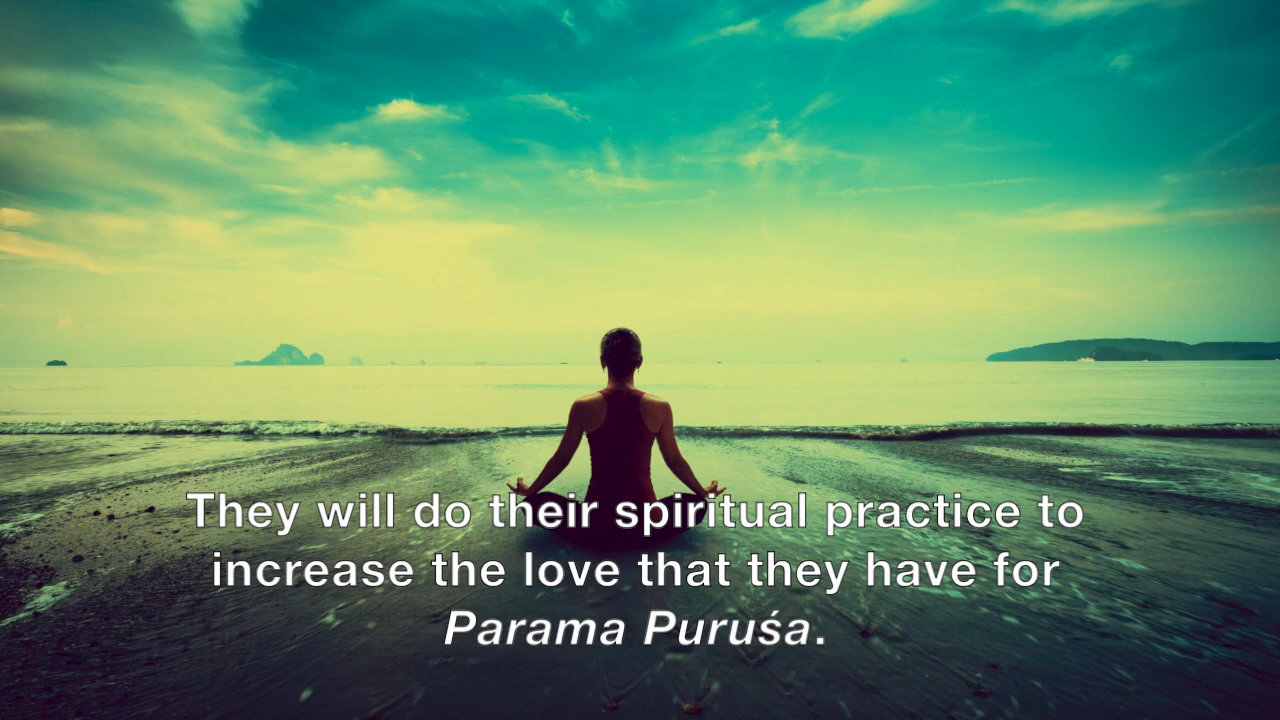 They will do their spiritual practice to
increase the love that they have for
Parama Puruśa.